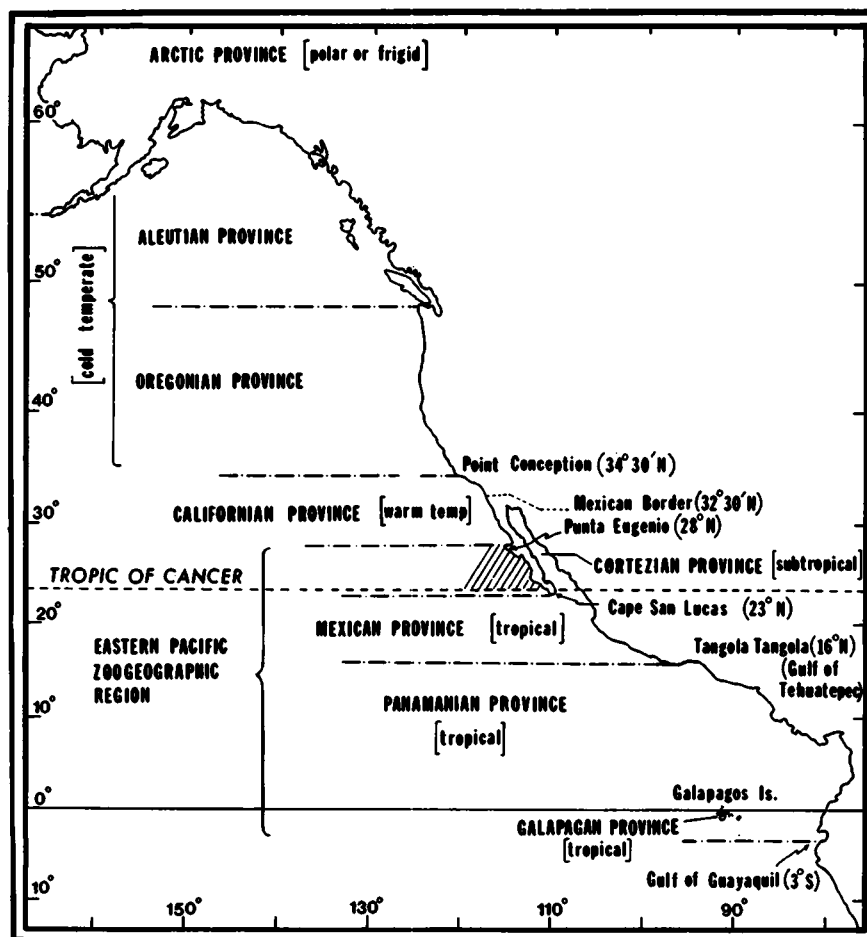 ARCTIC PROVINCE [polar or frigid]
60°
ALEUTIAN PROVINCE
50°
[cold temperate]
OREGONIAN PROVINCE
40°
Point Conception (34°30'N)
Mexican Border (32°30'N)
30°
CALIFORNIAN PROVINCE [warm temp]
Punta Eugenio (28°N)
CORTEZIAN PROVINCE [subtropical]
TROPIC OF CANCER
Cape San Lucas (23°N)
20°
MEXICAN PROVINCE [tropical]
EASTERN PACIFIC
ZOOGEOGRAPHIC
REGION
Tangola Tangola (16°N)
(Gulf of
Tehuatepec)
10°
PANAMANIAN PROVINCE
[tropical]
0°
Galapagos Is.
GALAPAGAN PROVINCE
[tropical]
Gulf of Guayaquil (3°S)
10°
150° 130° 110° 90°